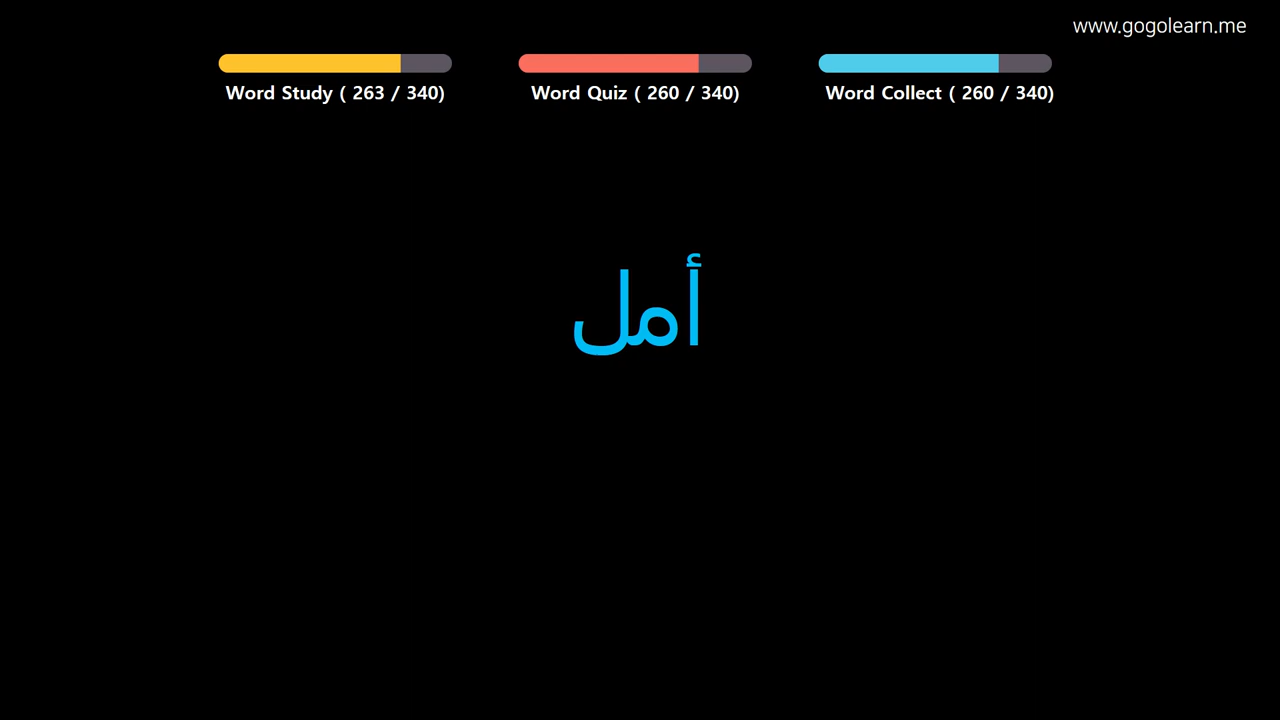 www.gogolearn.me
Word Study ( 263 / 340)
Word Quiz ( 260 / 340)
Word Collect ( 260 / 340)
أمل